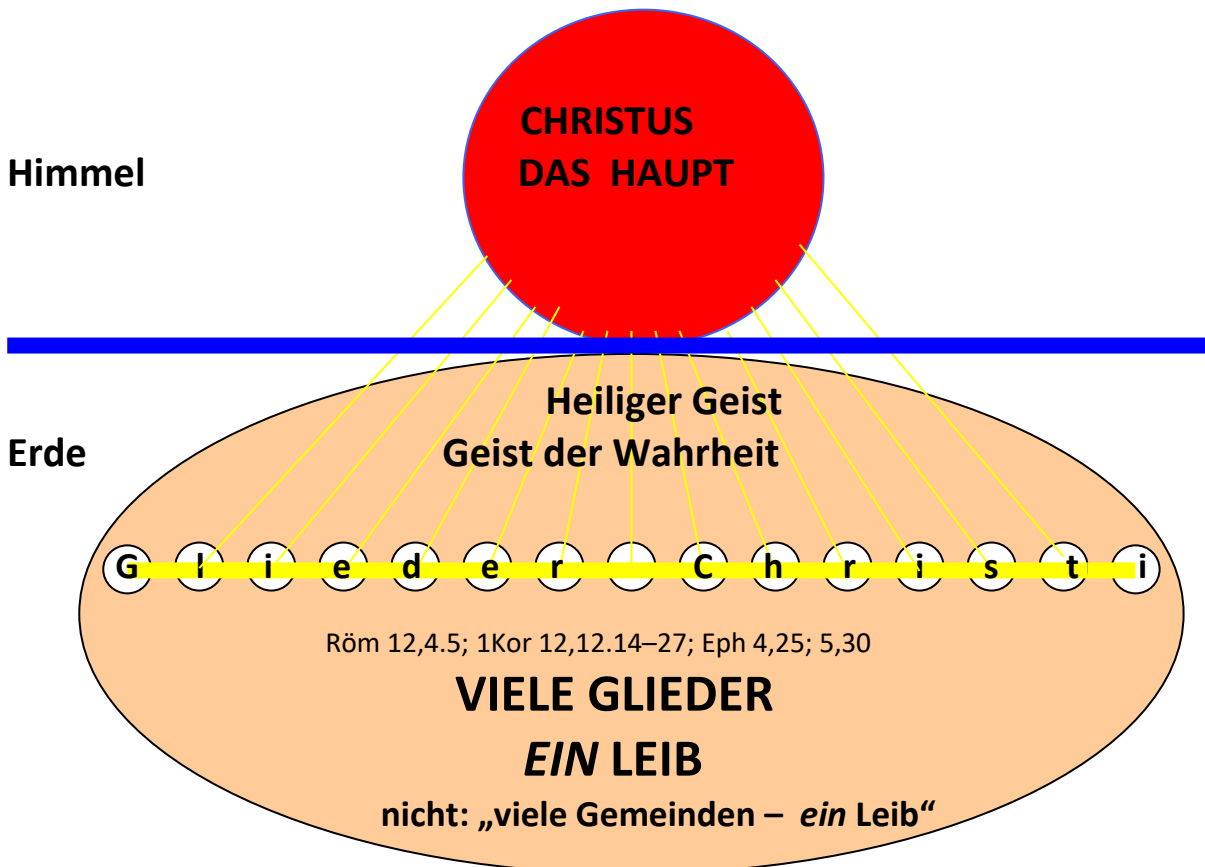 CHRISTUS
Himmel DAS HAUPT
Heiliger Geist
Erde Geist der Wahrheit
G l i e d e r C h r i s t i
Röm 12,4.5; 1Kor 12,12.14–27; Eph 4,25; 5,30
VIELE GLIEDER
EIN LEIB
nicht: „viele Gemeinden – ein Leib“